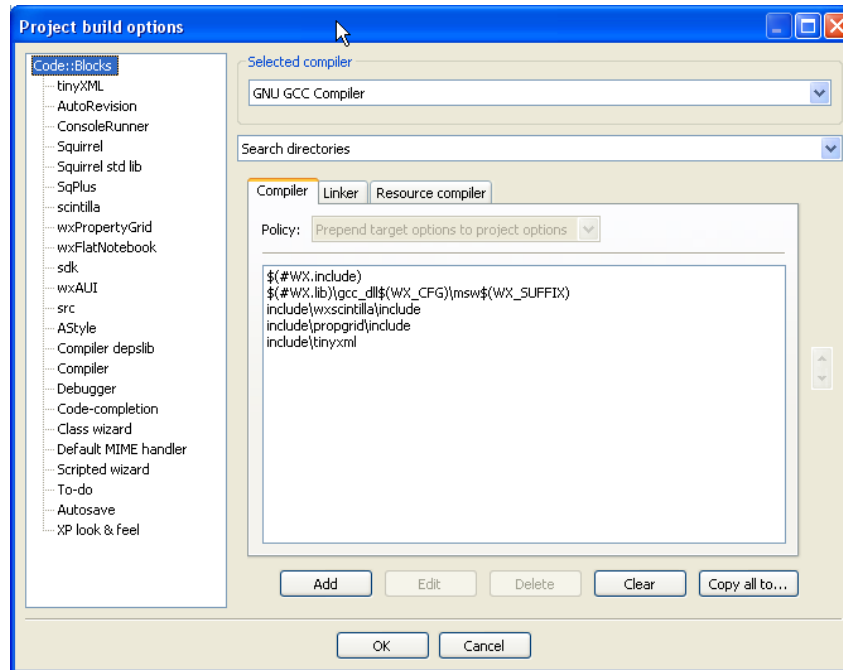 Project build options
Code::Blocks
tinyXML
AutoRevision
ConsoleRunner
Squirrel
Squirrel std lib
SqPlus
scintilla
wxPropertyGrid
wxFlatNotebook
sdk
wxAUI
src
AStyle
Compiler depslib
Compiler
Debugger
Code-completion
Class wizard
Default MIME handler
Scripted wizard
To-do
Autosave
XP look & feel
Selected compiler
GNU GCC Compiler
Search directories
Compiler Linker Resource compiler
Policy: Prepend target options to project options
$(#WX.include)
$(#WX.lib)\gcc_dll$(WX_CFG)\msw$(WX_SUFFIX)
include\wxscintilla\include
include\propgrid\include
include\tinyxml
Add Edit Delete Clear Copy all to...
OK Cancel